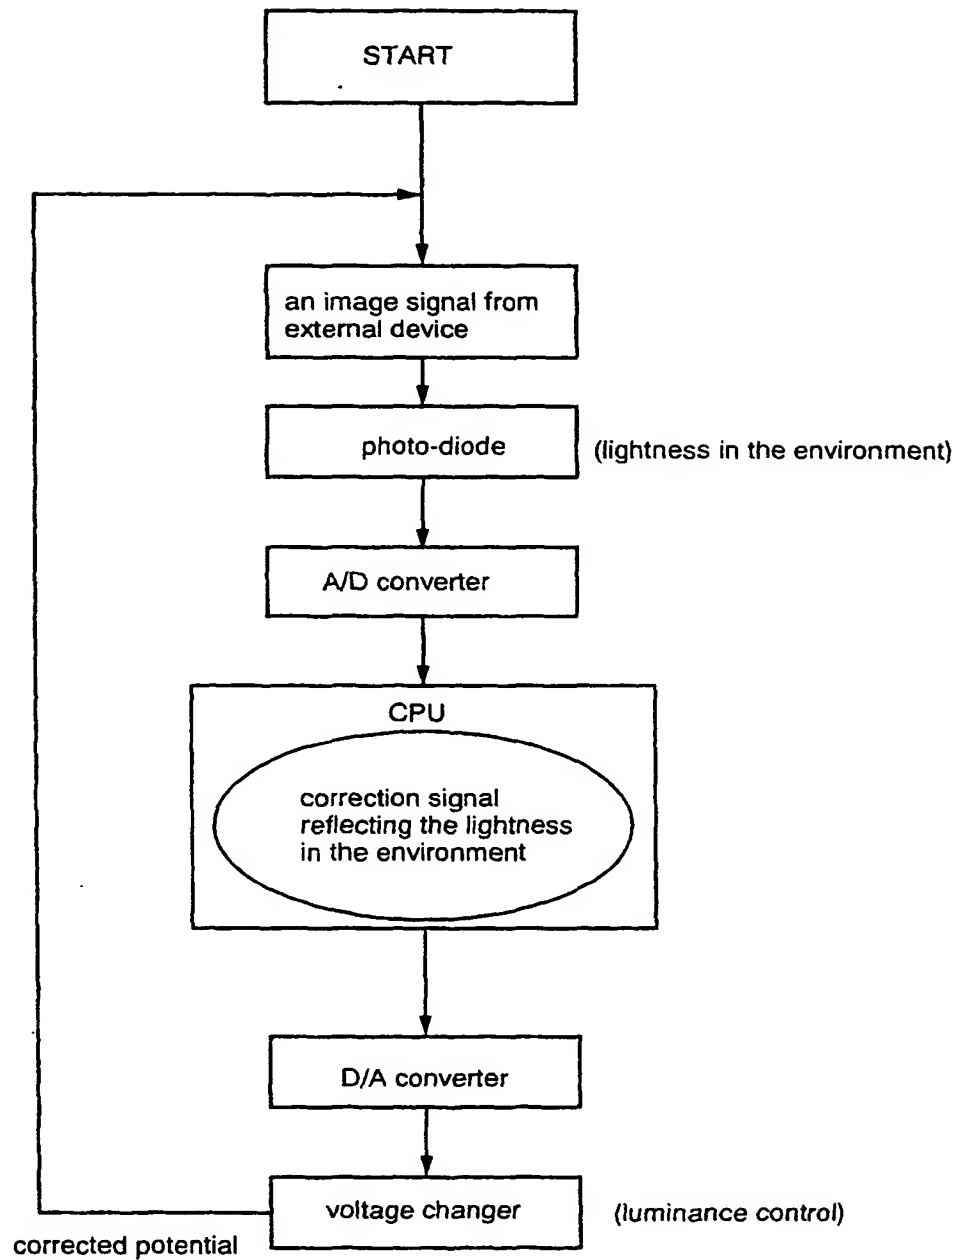 START
an image signal from
external device
photo-diode
(lightness in the environment)
A/D converter
CPU
correction signal
reflecting the lightness
in the environment
D/A converter
voltage changer
(luminance control)
corrected potential